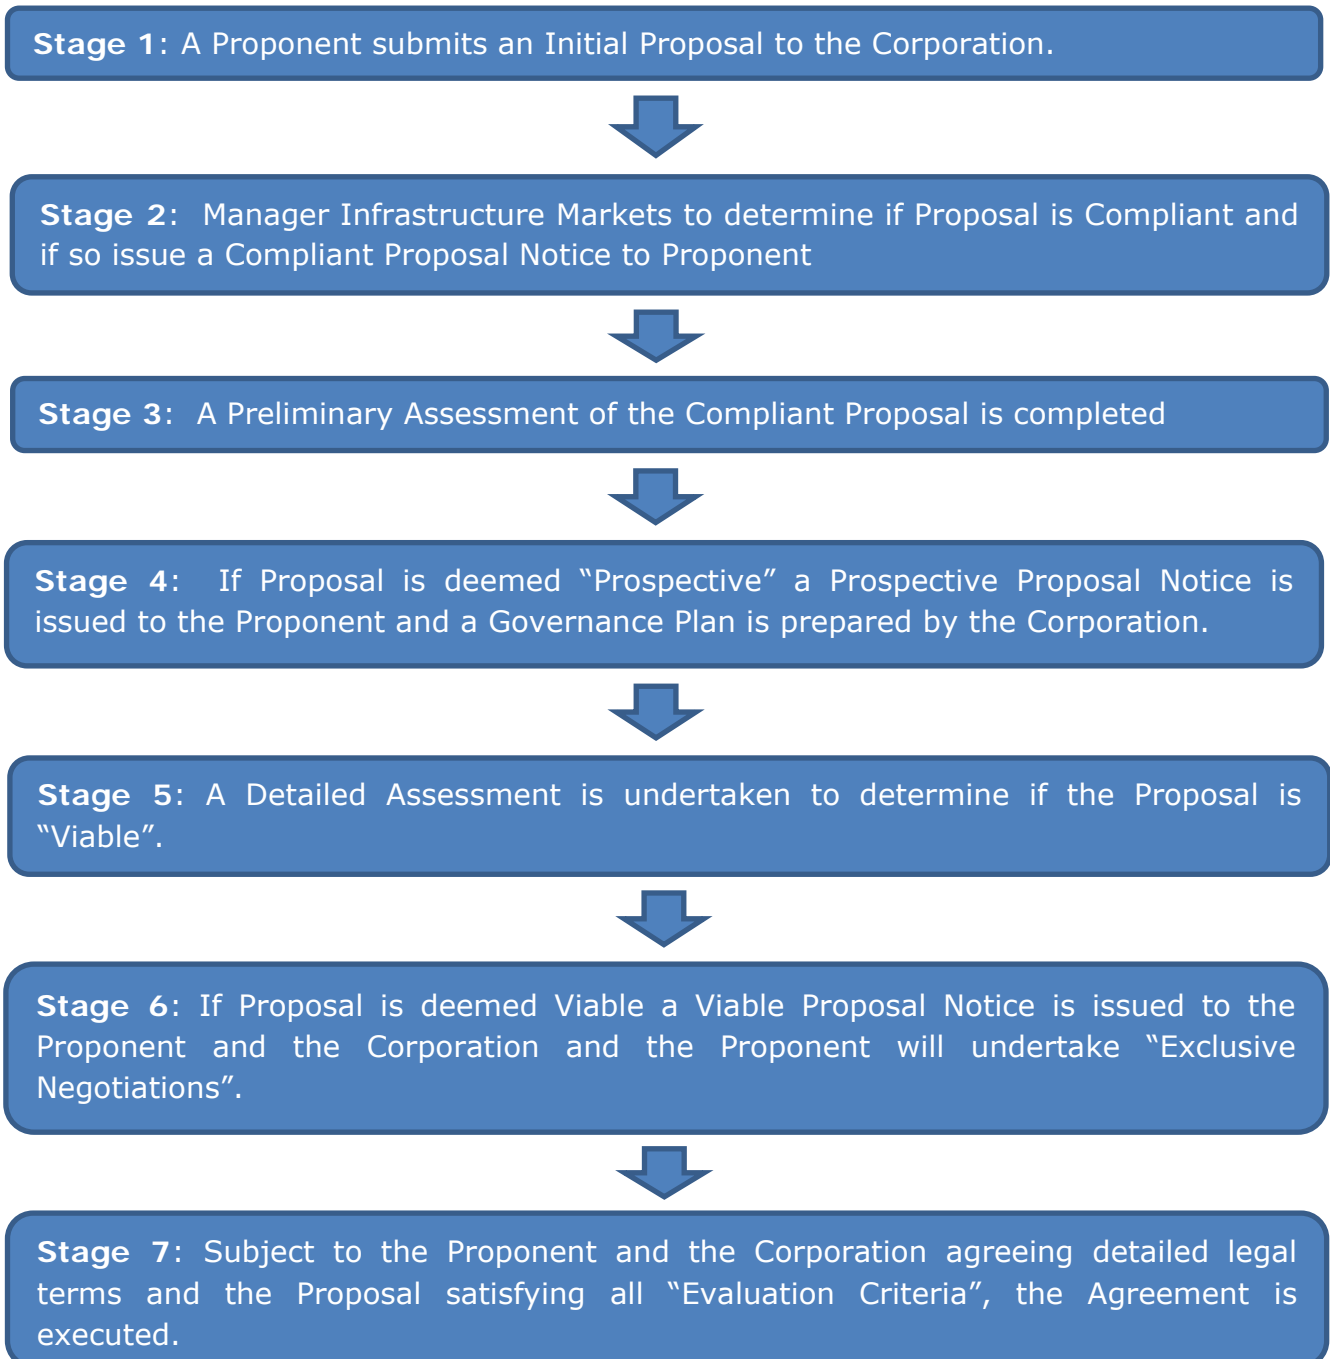 Stage 1: A Proponent submits an Initial Proposal to the Corporation.
Stage 2: Manager Infrastructure Markets to determine if Proposal is Compliant and
if so issue a Compliant Proposal Notice to Proponent
Stage 3: A Preliminary Assessment of the Compliant Proposal is completed
Stage 4: If Proposal is deemed “Prospective” a Prospective Proposal Notice is
issued to the Proponent and a Governance Plan is prepared by the Corporation.
Stage 5: A Detailed Assessment is undertaken to determine if the Proposal is
“Viable”.
Stage 6: If Proposal is deemed Viable a Viable Proposal Notice is issued to the
Proponent and the Corporation and the Proponent will undertake “Exclusive
Negotiations”.
Stage 7: Subject to the Proponent and the Corporation agreeing detailed legal
terms and the Proposal satisfying all “Evaluation Criteria”, the Agreement is
executed.